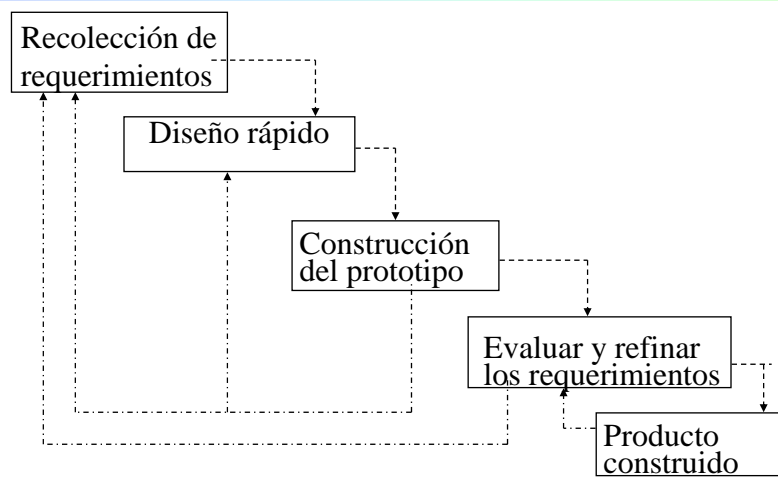 Recolección de
requerimientos
Diseño rápido
Construcción
del prototipo
Evaluar y refinar
los requerimientos
Producto
construido